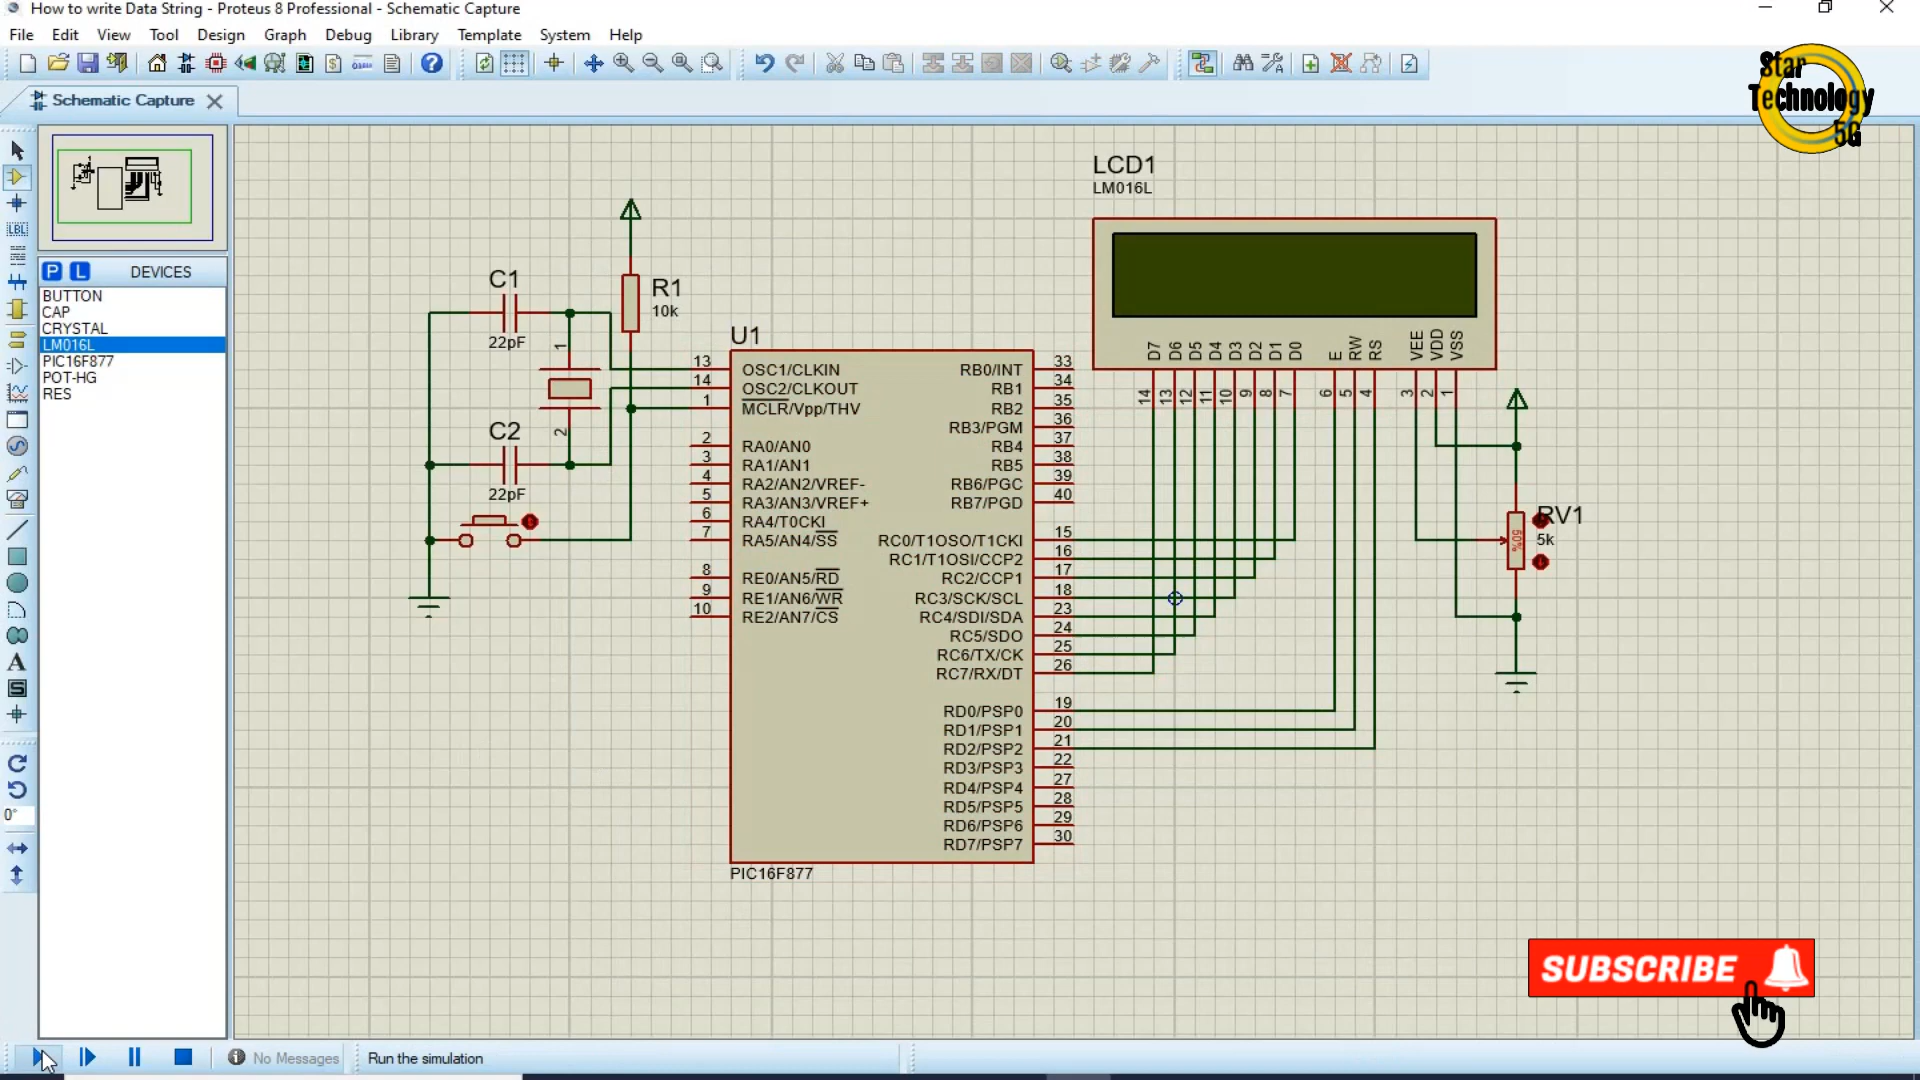 How to write Data String - Proteus 8 Professional - Schematic Capture
File Edit View Tool Design Graph Debug Library Template System Help
Star
Technology
5G
Schematic Capture
LBL
P L DEVICES
BUTTON
CAP
CRYSTAL
LM016L
PIC16F877
POT-HG
RES
A
S
0°
C1
22pF
C2
22pF
1
2
R1
10k
U1
13 OSC1/CLKIN
14 OSC2/CLKOUT
1 MCLR/Vpp/THV
2 RA0/AN0
3 RA1/AN1
4 RA2/AN2/VREF-
5 RA3/AN3/VREF+
6 RA4/T0CKI
7 RA5/AN4/SS
8 RE0/AN5/RD
9 RE1/AN6/WR
10 RE2/AN7/CS
RB0/INT 33
RB1 34
RB2 35
RB3/PGM 36
RB4 37
RB5 38
RB6/PGC 39
RB7/PGD 40
RC0/T1OSO/T1CKI 15
RC1/T1OSI/CCP2 16
RC2/CCP1 17
RC3/SCK/SCL 18
RC4/SDI/SDA 23
RC5/SDO 24
RC6/TX/CK 25
RC7/RX/DT 26
RD0/PSP0 19
RD1/PSP1 20
RD2/PSP2 21
RD3/PSP3 22
RD4/PSP4 27
RD5/PSP5 28
RD6/PSP6 29
RD7/PSP7 30
PIC16F877
LCD1
LM016L
D7 D6 D5 D4 D3 D2 D1 D0 E RW RS VEE VDD VSS
14 13 12 11 10 9 8 7 6 5 4 3 2 1
RV1
5k
50%
SUBSCRIBE
No Messages
Run the simulation